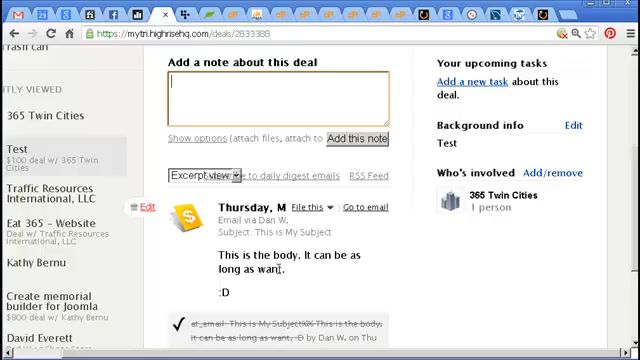 https://mytri.highrisehq.com/deals/2833388
trash can
Add a note about this deal
Your upcoming tasks
Add a new task about this
deal.
TLY VIEWED
365 Twin Cities
Show options (attach files, attach to
Add this note
Background info
Edit
Test
Test
$100 deal w/ 365 Twin
Cities
Excerpt view
to daily digest emails
RSS Feed
Who's involved
Add/remove
Traffic Resources
International, LLC
365 Twin Cities
1 person
Edit
Thursday, M
File this
Go to email
Email via Dan W.
Subject: This is My Subject
Eat 365 - Website
Deal w/ Traffic Resources
International, LLC
This is the body. It can be as
long as want.
Kathy Bernu
:D
Create memorial
builder for Joomla
$800 deal w/ Kathy Bernu
at_email: This is My SubjectXX This is the body.
It can be as long as want. :D by Dan W. on Thu
David Everett